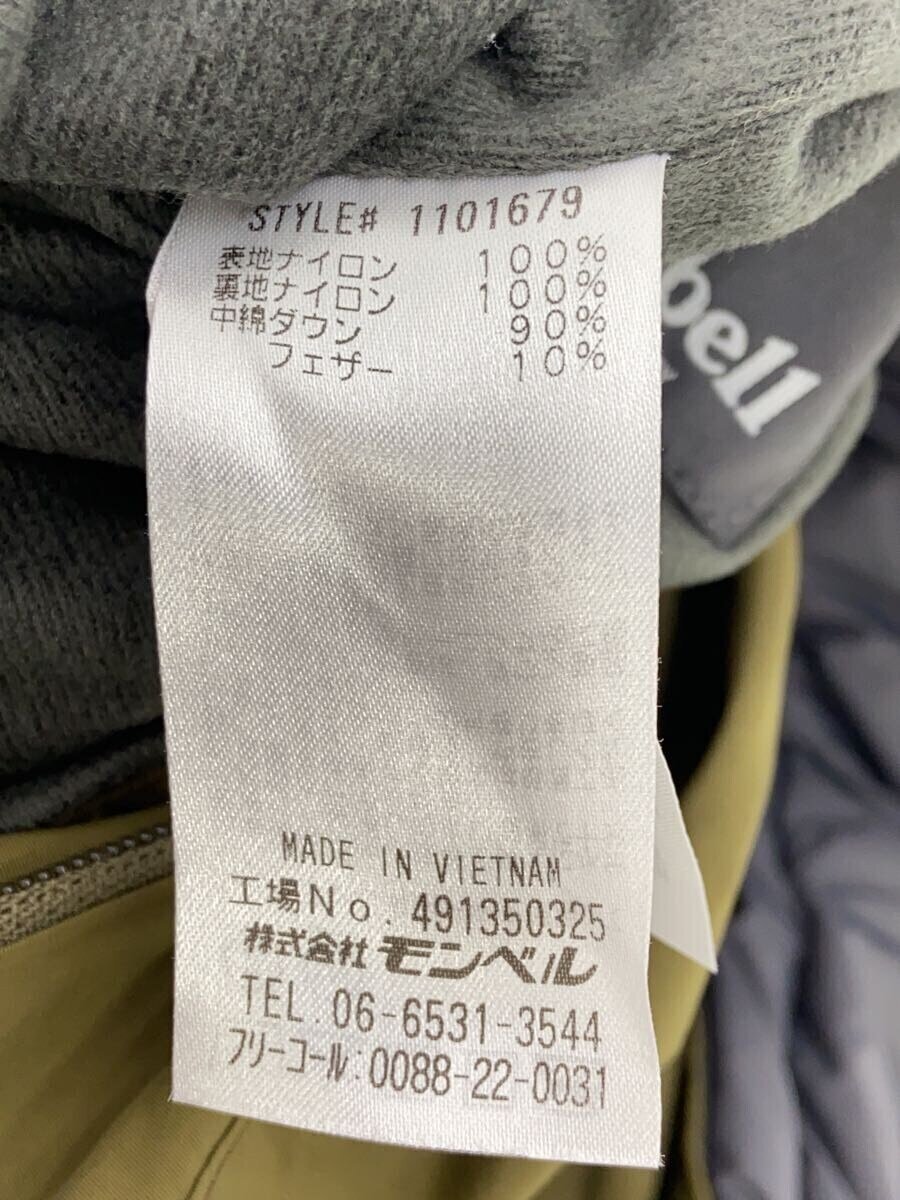 STYLE# 1101679
表地ナイロン 100%
裏地ナイロン 100%
中綿ダウン 90%
フェザー 10%
bell
MADE IN VIETNAM
工場No. 491350325
株式会社モンベル
TEL. 06-6531-3544
フリーコール:0088-22-0031